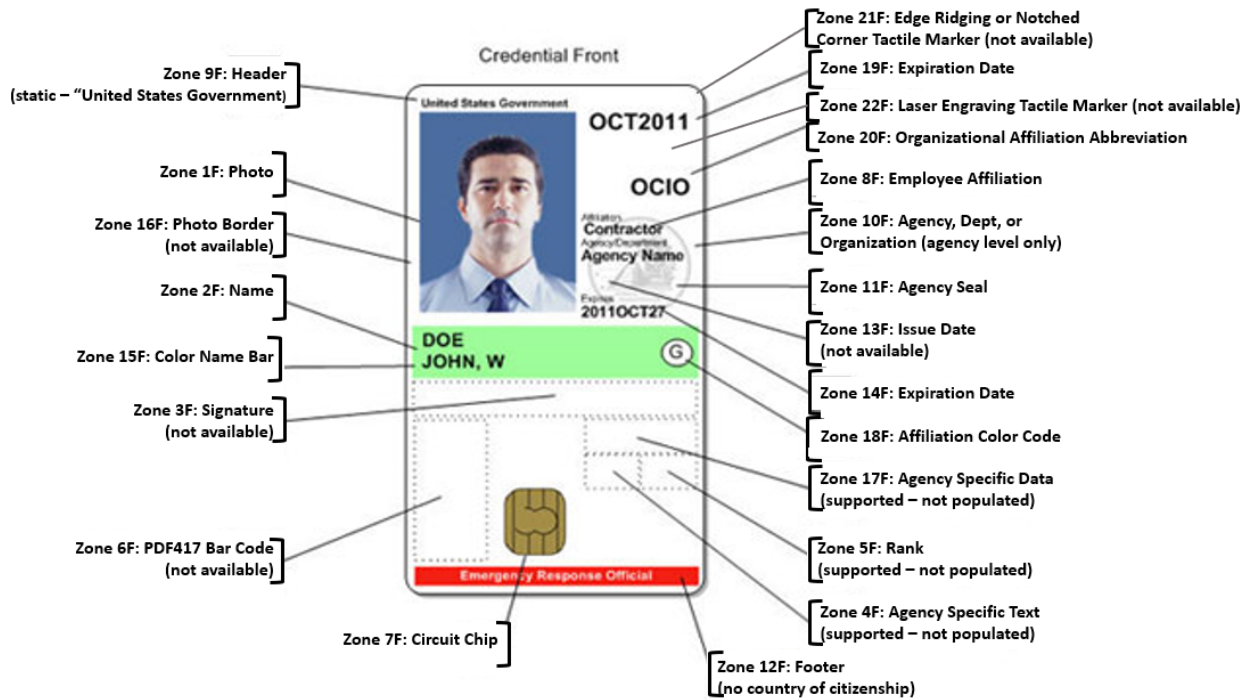 Credential Front
Zone 9F: Header
(static – “United States Government)
Zone 1F: Photo
Zone 16F: Photo Border
(not available)
Zone 2F: Name
Zone 15F: Color Name Bar
Zone 3F: Signature
(not available)
Zone 6F: PDF417 Bar Code
(not available)
Zone 7F: Circuit Chip
United States Government
OCT2011
OCIO
Affiliation
Contractor
Agency/Department
Agency Name
Expires
2011OCT27
DOE
JOHN, W
G
Emergency Response Official
Zone 21F: Edge Ridging or Notched
Corner Tactile Marker (not available)
Zone 19F: Expiration Date
Zone 22F: Laser Engraving Tactile Marker (not available)
Zone 20F: Organizational Affiliation Abbreviation
Zone 8F: Employee Affiliation
Zone 10F: Agency, Dept, or
Organization (agency level only)
Zone 11F: Agency Seal
Zone 13F: Issue Date
(not available)
Zone 14F: Expiration Date
Zone 18F: Affiliation Color Code
Zone 17F: Agency Specific Data
(supported – not populated)
Zone 5F: Rank
(supported – not populated)
Zone 4F: Agency Specific Text
(supported – not populated)
Zone 12F: Footer
(no country of citizenship)